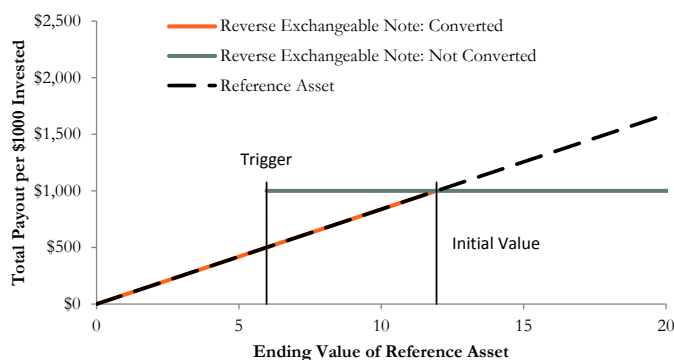 $2,500
$2,000
$1,500
$1,000
$500
$0
Total Payout per $1000 Invested
Reverse Exchangeable Note: Converted
Reverse Exchangeable Note: Not Converted
Reference Asset
Trigger
Initial Value
0 5 10 15 20
Ending Value of Reference Asset